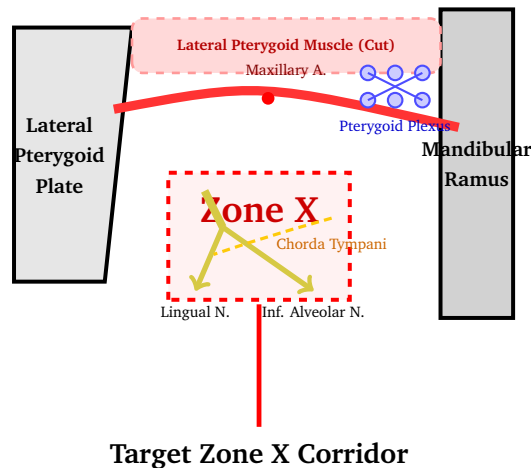 Lateral Pterygoid Muscle (Cut)
Maxillary A.
Pterygoid Plexus
Lateral
Pterygoid
Plate
Mandibular
Ramus
Zone X
Chorda Tympani
Lingual N.
Inf. Alveolar N.
Target Zone X Corridor